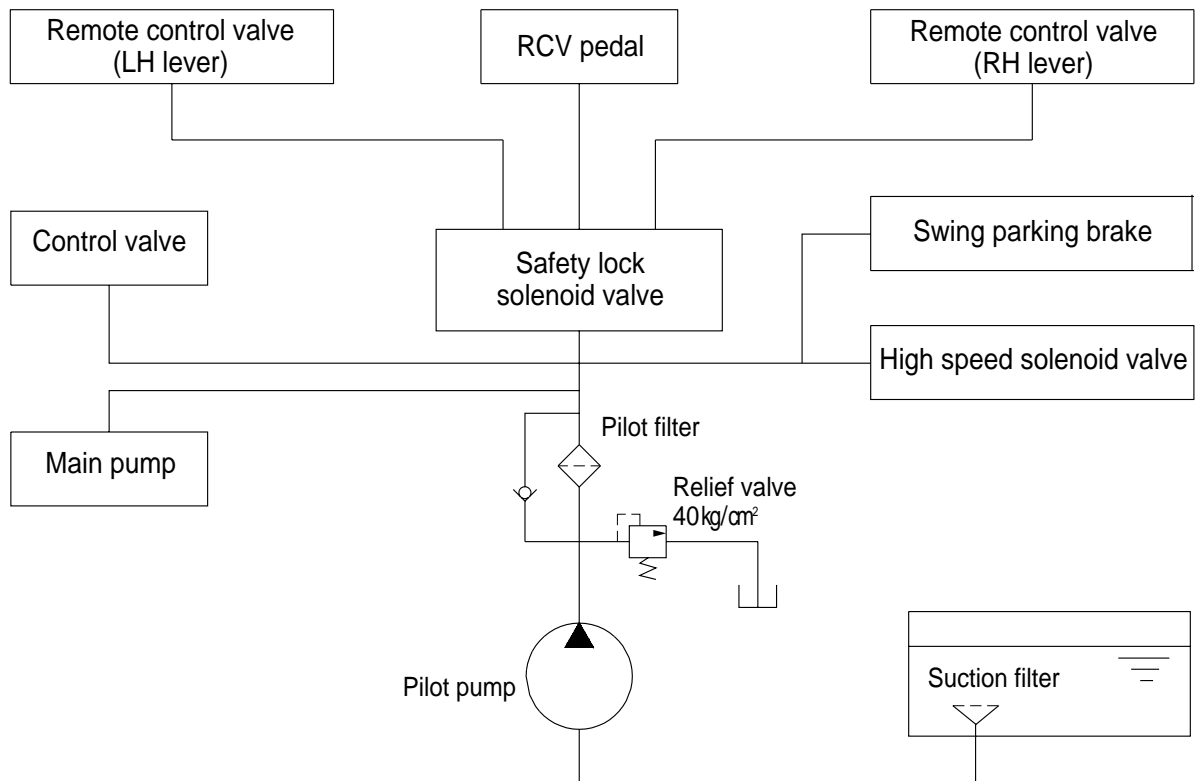 Remote control valve
(LH lever)
RCV pedal
Remote control valve
(RH lever)
Control valve
Safety lock
solenoid valve
Swing parking brake
High speed solenoid valve
Main pump
Pilot filter
Relief valve
40kg/cm²
Pilot pump
Suction filter